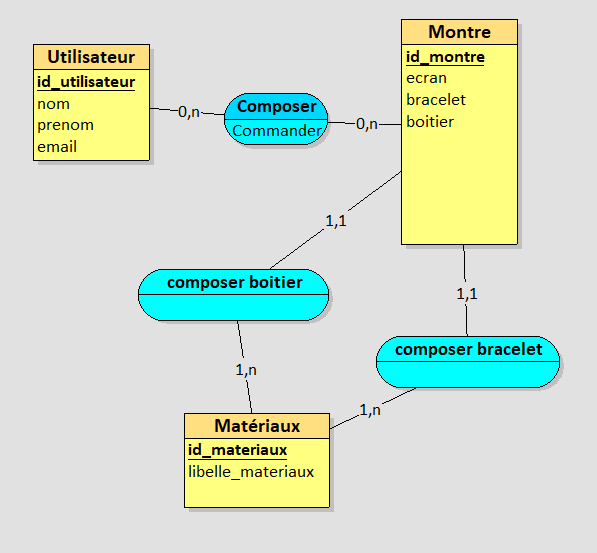 Utilisateur
id_utilisateur
nom
prenom
email
0,n
Composer
Commander
0,n
Montre
id_montre
ecran
bracelet
boitier
1,1
1,1
composer boitier
composer bracelet
1,n
1,n
Matériaux
id_materiaux
libelle_materiaux